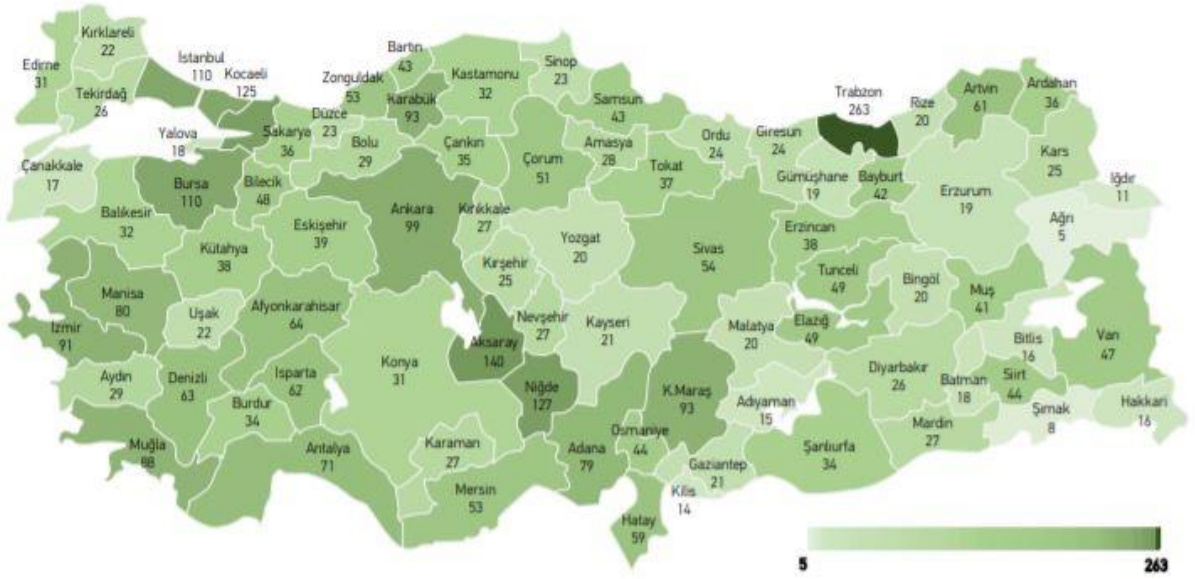 Kırklareli
22
Edirne
31
Tekirdağ
26
İstanbul
110
Kocaeli
125
Yalova
18
Sakarya
36
Düzce
23
Zonguldak
53
Bartın
43
Karabük
93
Kastamonu
32
Sinop
23
Samsun
43
Çankırı
35
Bolu
29
Çorum
51
Amasya
28
Tokat
37
Ordu
24
Giresun
24
Trabzon
263
Rize
20
Artvin
61
Ardahan
36
Kars
25
Iğdır
11
Ağrı
5
Erzurum
19
Bayburt
42
Gümüşhane
19
Çanakkale
17
Bursa
110
Bilecik
48
Balıkesir
32
Kütahya
38
Eskişehir
39
Ankara
99
Kırıkkale
27
Yozgat
20
Sivas
54
Erzincan
38
Tunceli
49
Bingöl
20
Muş
41
Kırşehir
25
Nevşehir
27
Kayseri
21
Malatya
20
Elazığ
49
Bitlis
16
Van
47
Manisa
80
İzmir
91
Uşak
22
Afyonkarahisar
64
Konya
31
Aksaray
140
Niğde
127
K.Maraş
93
Adıyaman
15
Diyarbakır
26
Batman
18
Siirt
44
Şırnak
8
Hakkari
16
Aydın
29
Denizli
63
Isparta
62
Burdur
34
Muğla
88
Antalya
71
Karaman
27
Mersin
53
Adana
79
Osmaniye
44
Gaziantep
21
Kilis
14
Şanlıurfa
34
Mardin
27
Hatay
59
5
263